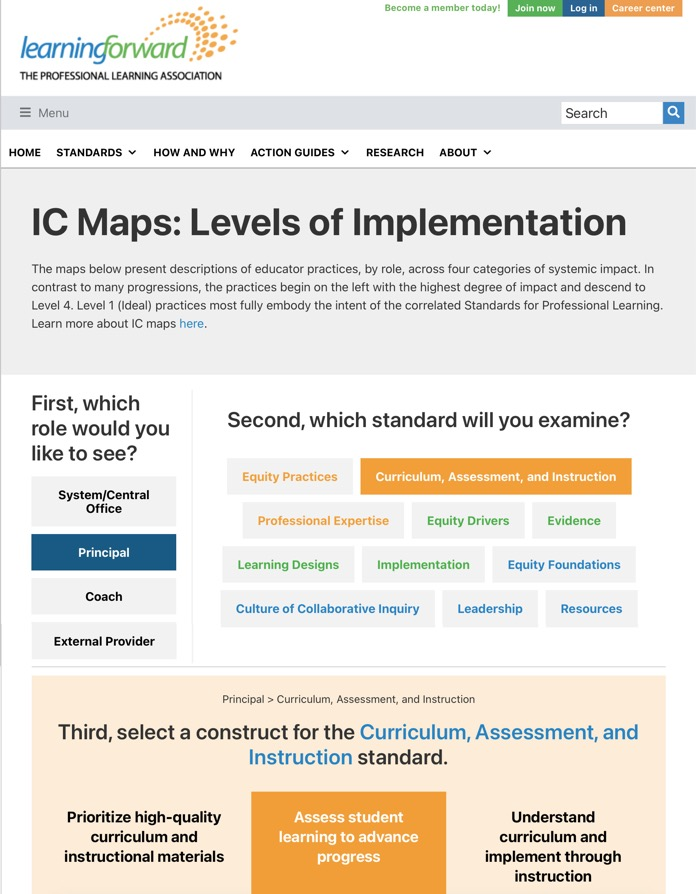 Become a member today! Join now Log in Career center
learningforward
THE PROFESSIONAL LEARNING ASSOCIATION
Menu Search
HOME STANDARDS HOW AND WHY ACTION GUIDES RESEARCH ABOUT
IC Maps: Levels of Implementation
The maps below present descriptions of educator practices, by role, across four categories of systemic impact. In
contrast to many progressions, the practices begin on the left with the highest degree of impact and descend to
Level 4. Level 1 (Ideal) practices most fully embody the intent of the correlated Standards for Professional Learning.
Learn more about IC maps here.
First, which
role would you
like to see?
System/Central
Office
Principal
Coach
External Provider
Second, which standard will you examine?
Equity Practices Curriculum, Assessment, and Instruction
Professional Expertise Equity Drivers Evidence
Learning Designs Implementation Equity Foundations
Culture of Collaborative Inquiry Leadership Resources
Principal > Curriculum, Assessment, and Instruction
Third, select a construct for the Curriculum, Assessment, and
Instruction standard.
Prioritize high-quality
curriculum and
instructional materials
Assess student
learning to advance
progress
Understand
curriculum and
implement through
instruction